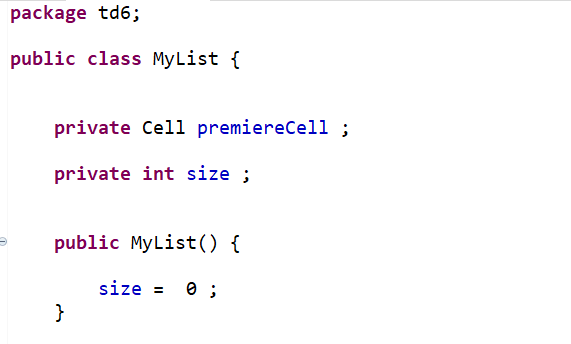 package td6;
public class MyList {
private Cell premiereCell ;
private int size ;
public MyList() {
size =  0 ;
}